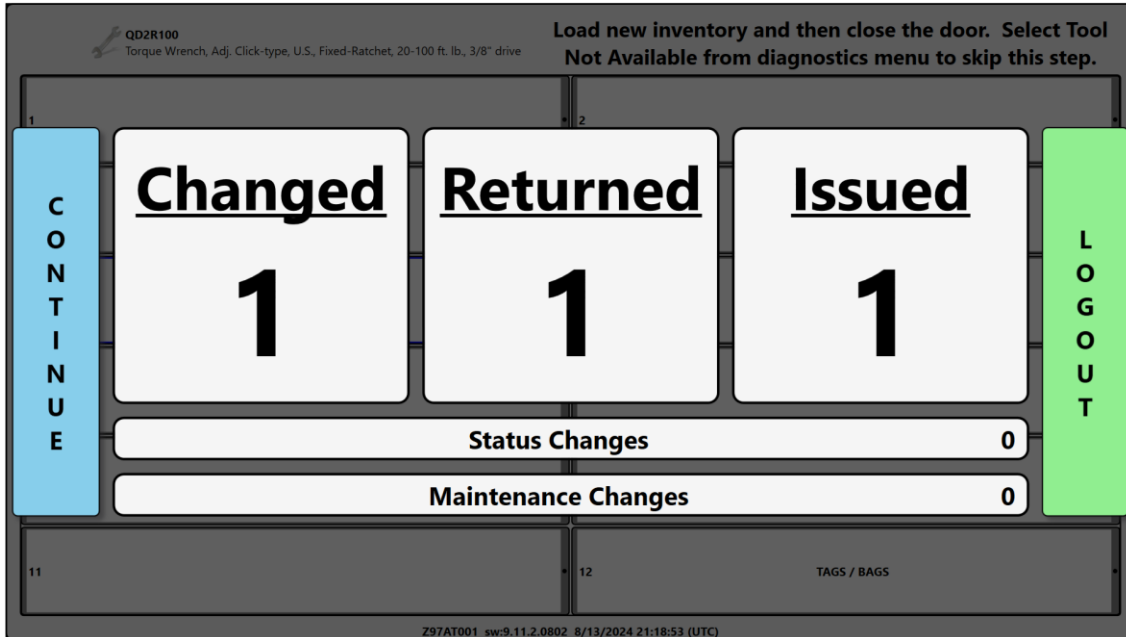 QD2R100
Torque Wrench, Adj. Click-type, U.S., Fixed-Ratchet, 20-100 ft. lb., 3/8" drive
Load new inventory and then close the door. Select Tool
Not Available from diagnostics menu to skip this step.
1
2
CONTINUE
Changed
1
Returned
1
Issued
1
LOGOUT
Status Changes 0
Maintenance Changes 0
11
12
TAGS / BAGS
Z97AT001 sw:9.11.2.0802 8/13/2024 21:18:53 (UTC)